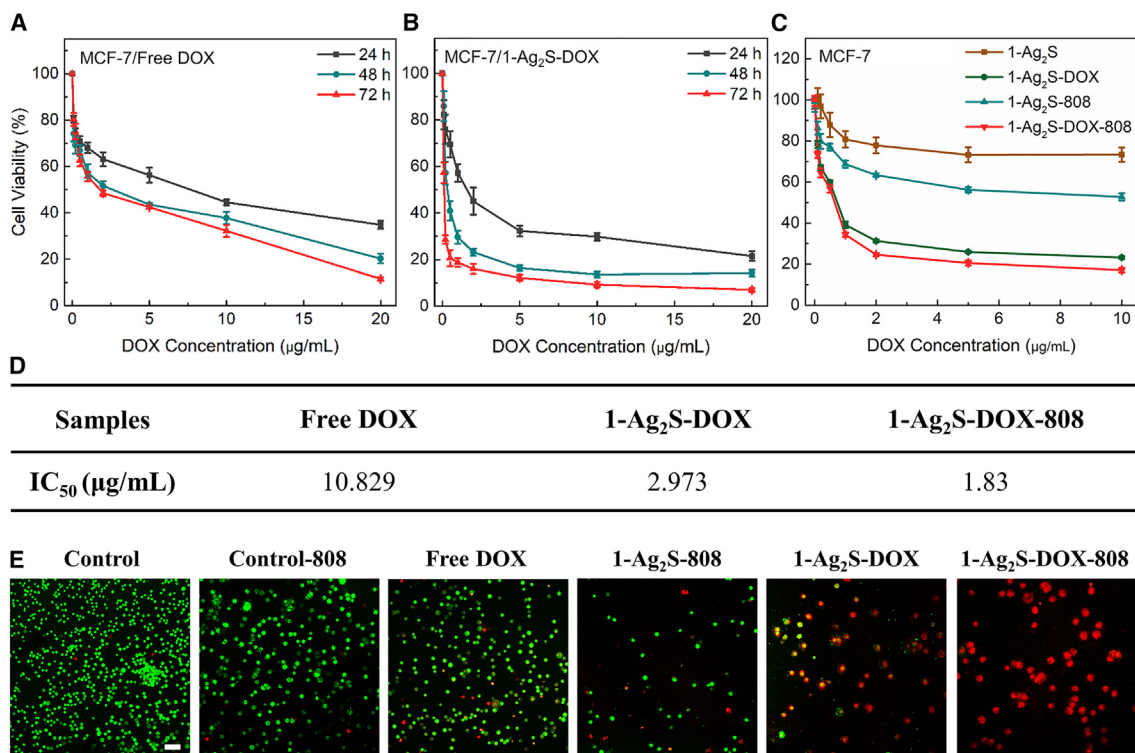 A
MCF-7/Free DOX
24 h
48 h
72 h
100
80
60
40
20
0
Cell Viability (%)
0 5 10 15 20
DOX Concentration (μg/mL)
B
MCF-7/1-Ag₂S-DOX
24 h
48 h
72 h
100
80
60
40
20
0
0 5 10 15 20
DOX Concentration (μg/mL)
C
MCF-7
1-Ag₂S
1-Ag₂S-DOX
1-Ag₂S-808
1-Ag₂S-DOX-808
120
100
80
60
40
20
0
0 2 4 6 8 10
DOX Concentration (μg/mL)
D
Samples Free DOX 1-Ag₂S-DOX 1-Ag₂S-DOX-808
IC₅₀ (μg/mL) 10.829 2.973 1.83
E
Control Control-808 Free DOX 1-Ag₂S-808 1-Ag₂S-DOX 1-Ag₂S-DOX-808